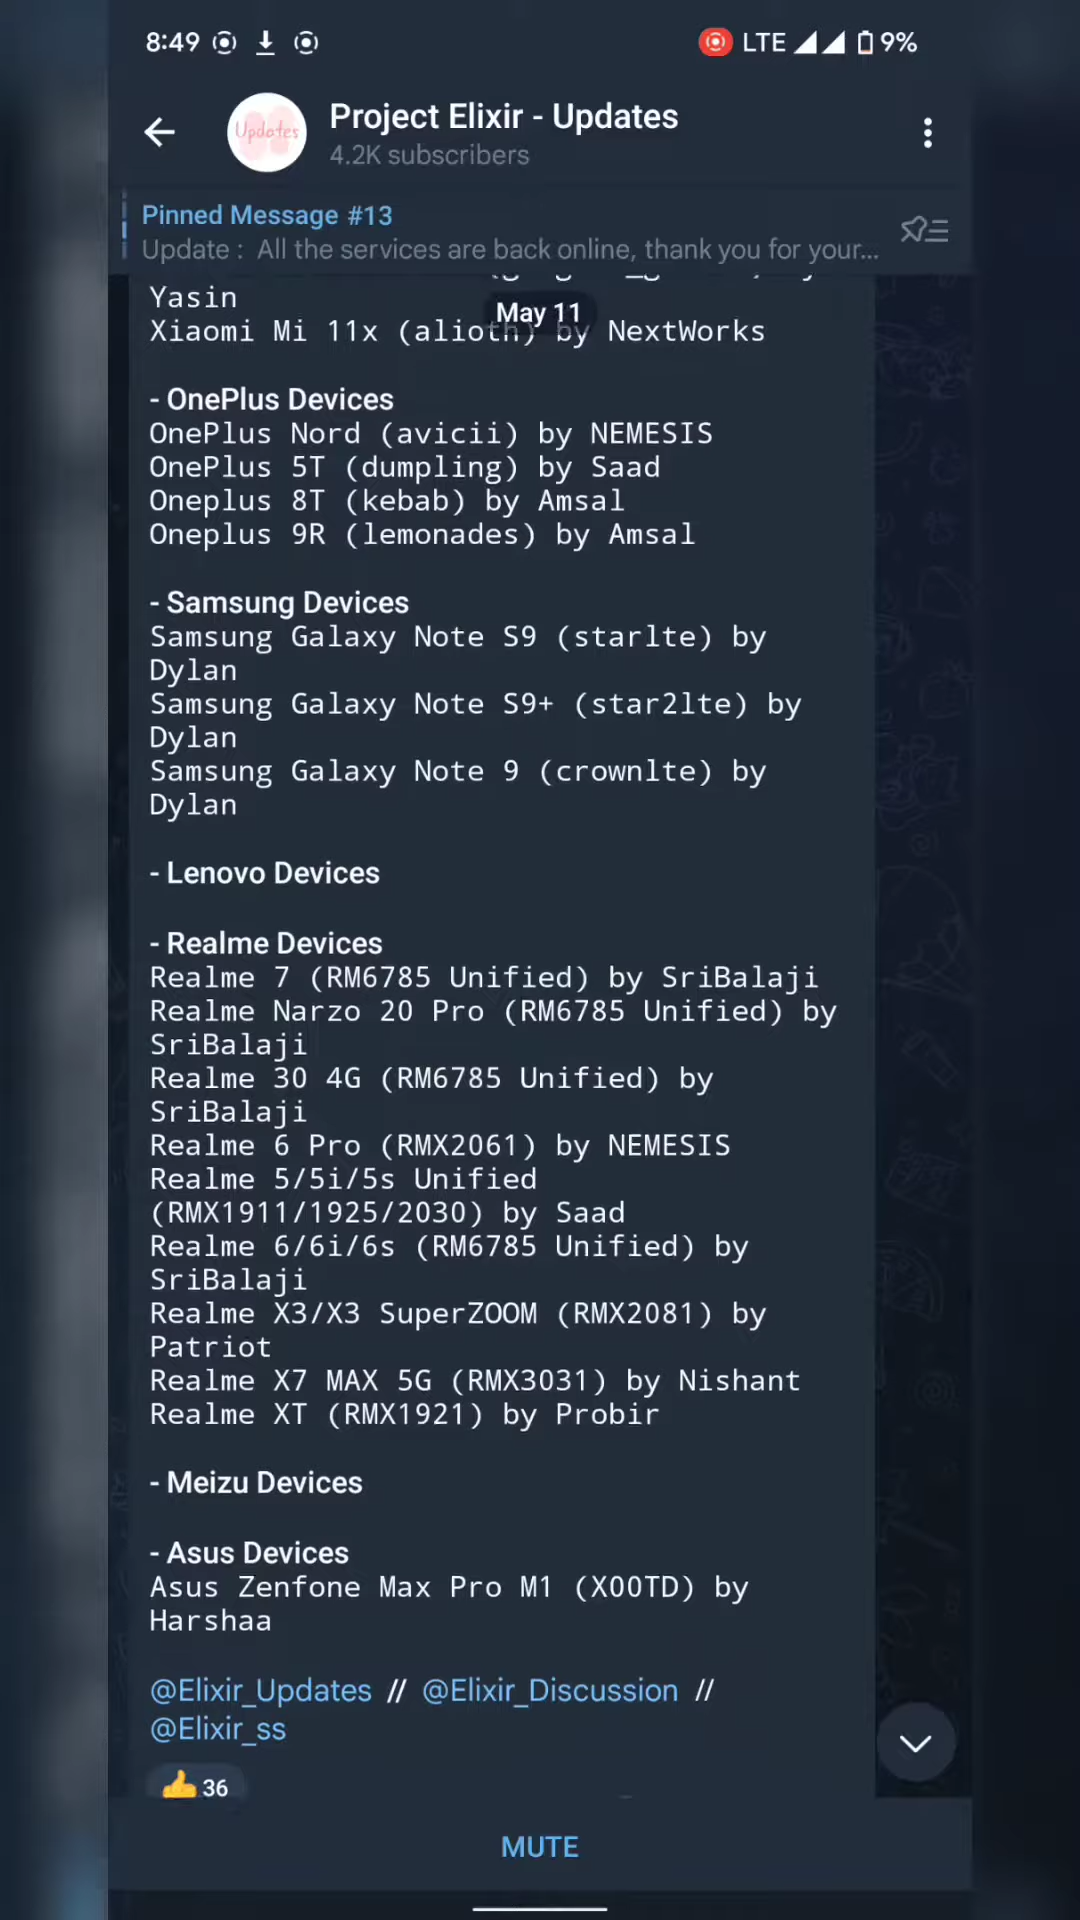 8:49 LTE 9%
Updates
Project Elixir - Updates
4.2K subscribers
Pinned Message #13
Update : All the services are back online, thank you for your...
Yasin
May 11
Xiaomi Mi 11x (alioth) by NextWorks
- OnePlus Devices
OnePlus Nord (avicii) by NEMESIS
OnePlus 5T (dumpling) by Saad
Oneplus 8T (kebab) by Amsal
Oneplus 9R (lemonades) by Amsal
- Samsung Devices
Samsung Galaxy Note S9 (starlte) by
Dylan
Samsung Galaxy Note S9+ (star2lte) by
Dylan
Samsung Galaxy Note 9 (crownlte) by
Dylan
- Lenovo Devices
- Realme Devices
Realme 7 (RM6785 Unified) by SriBalaji
Realme Narzo 20 Pro (RM6785 Unified) by
SriBalaji
Realme 30 4G (RM6785 Unified) by
SriBalaji
Realme 6 Pro (RMX2061) by NEMESIS
Realme 5/5i/5s Unified
(RMX1911/1925/2030) by Saad
Realme 6/6i/6s (RM6785 Unified) by
SriBalaji
Realme X3/X3 SuperZOOM (RMX2081) by
Patriot
Realme X7 MAX 5G (RMX3031) by Nishant
Realme XT (RMX1921) by Probir
- Meizu Devices
- Asus Devices
Asus Zenfone Max Pro M1 (X00TD) by
Harshaa
@Elixir_Updates // @Elixir_Discussion //
@Elixir_ss
👍 36
MUTE